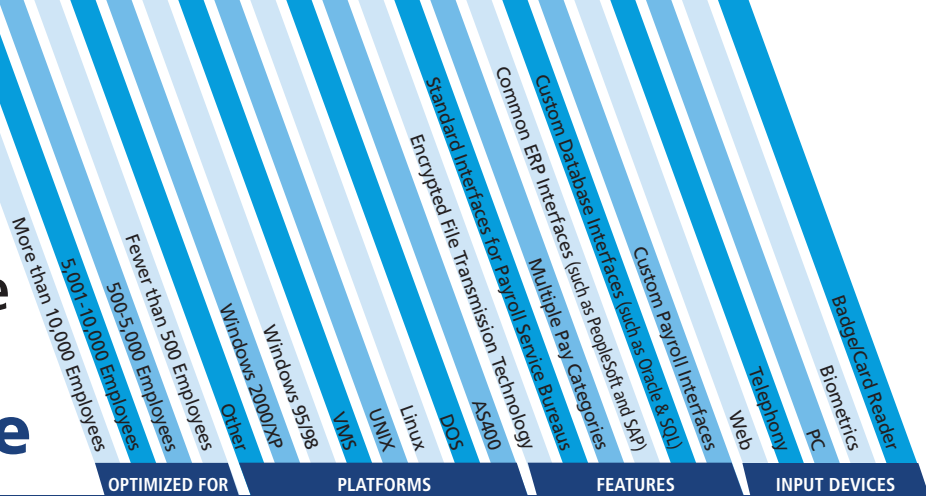 e
e
More than 10,000 Employees
5,001-10,000 Employees
500-5,000 Employees
Fewer than 500 Employees
Other
Windows 2000/XP
Windows 95/98
VMS
UNIX
Linux
DOS
AS400
Encrypted File Transmission Technology
Standard Interfaces for Payroll Service Bureaus
Multiple Pay Categories
Common ERP Interfaces (such as PeopleSoft and SAP)
Custom Database Interfaces (such as Oracle & SQL)
Custom Payroll Interfaces
Web
Telephony
PC
Biometrics
Badge/Card Reader
OPTIMIZED FOR
PLATFORMS
FEATURES
INPUT DEVICES